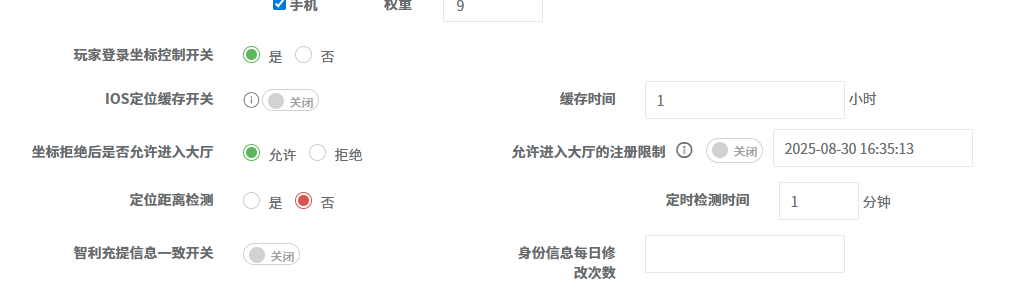 手机 权重 9
玩家登录坐标控制开关 是 否
IOS定位缓存开关 关闭 缓存时间 1 小时
坐标拒绝后是否允许进入大厅 允许 拒绝 允许进入大厅的注册限制 关闭 2025-08-30 16:35:13
定位距离检测 是 否 定时检测时间 1 分钟
智利充提信息一致开关 关闭 身份信息每日修
改次数